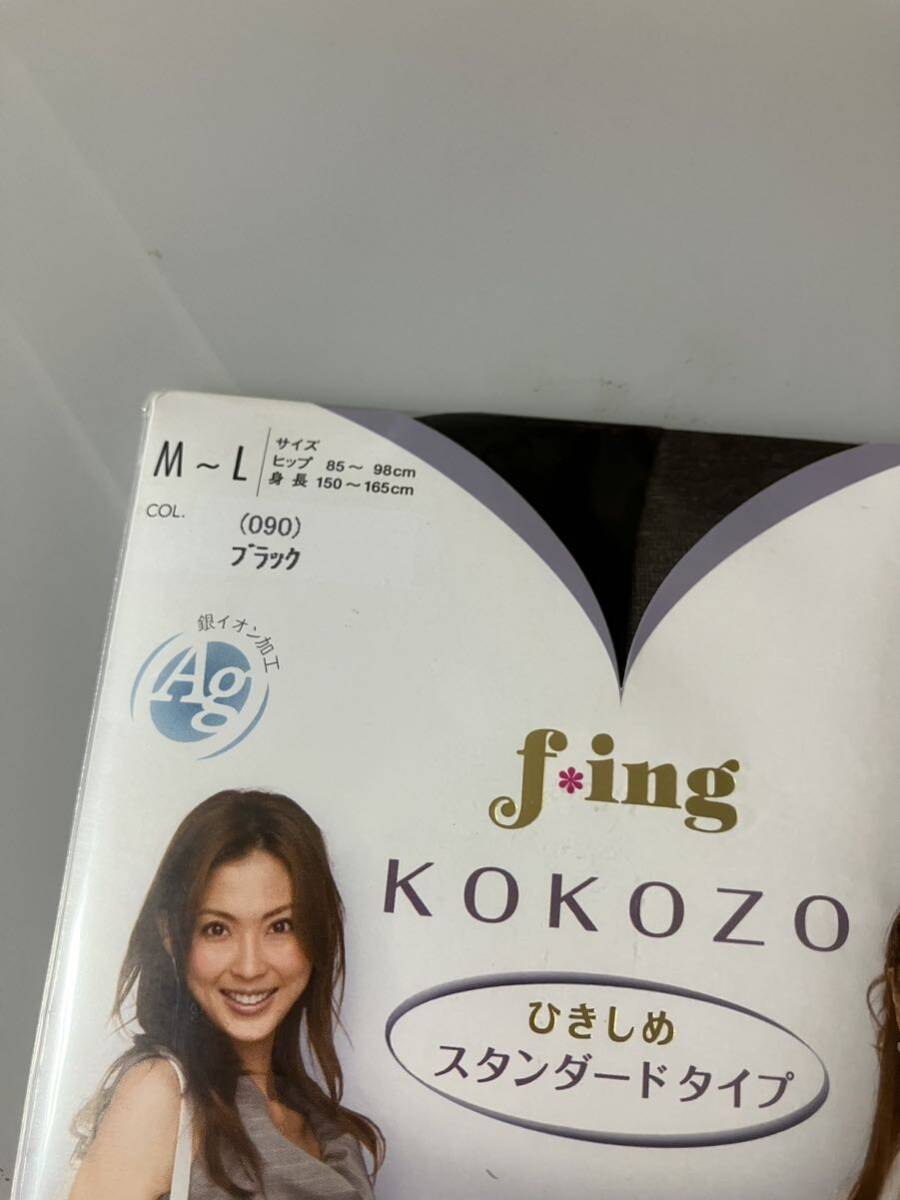 M～L
サイズ
ヒップ 85～98cm
身長 150～165cm
COL.
(090)
ブラック
銀イオン加工
Ag
f*ing
KOKOZO
ひきしめ
スタンダードタイプ